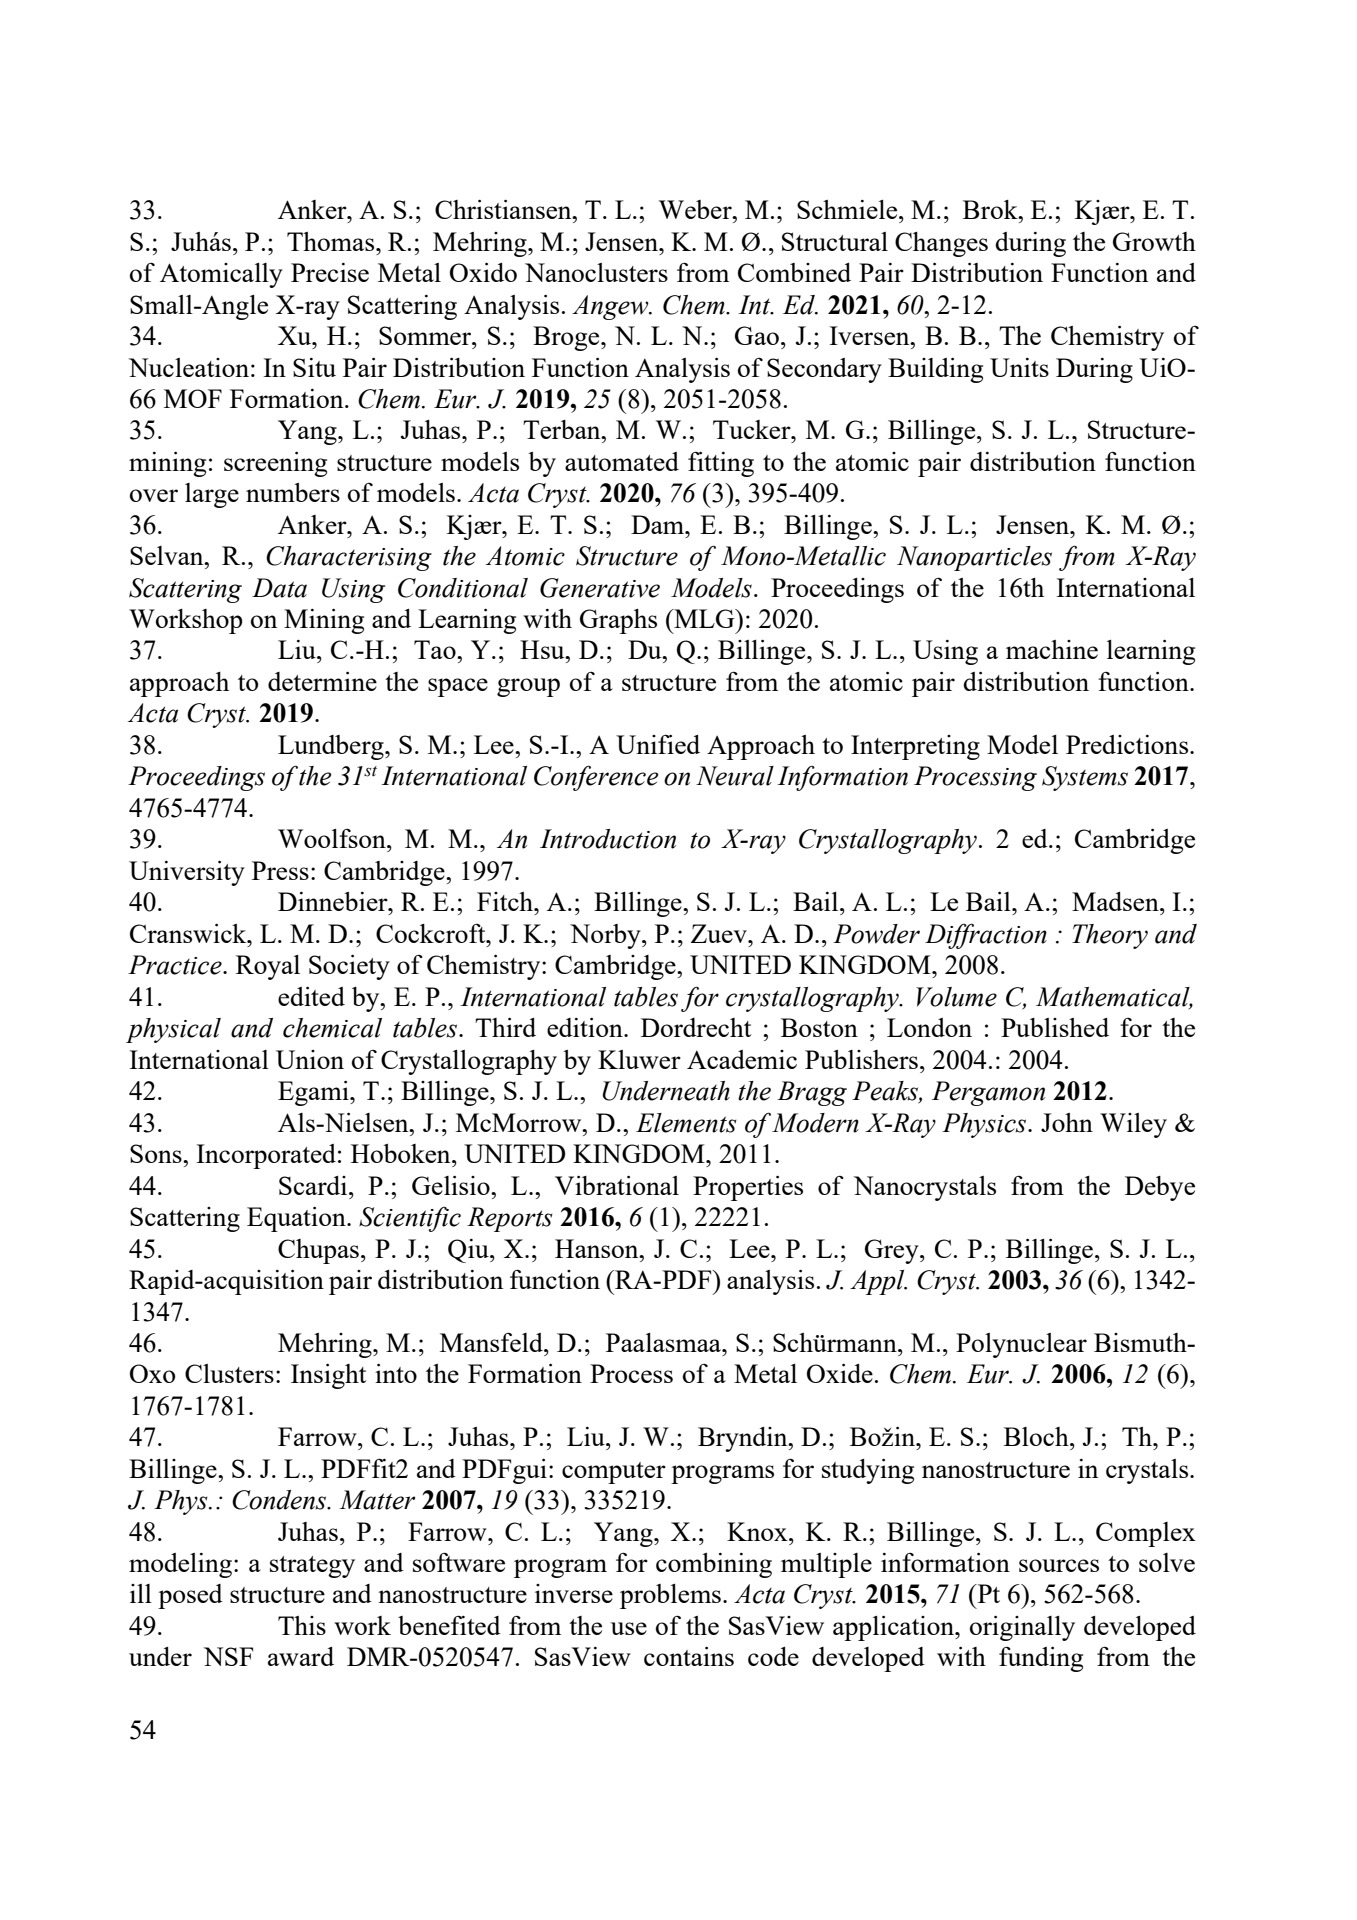 33. Anker, A. S.; Christiansen, T. L.; Weber, M.; Schmiele, M.; Brok, E.; Kjær, E. T.
S.; Juhás, P.; Thomas, R.; Mehring, M.; Jensen, K. M. Ø., Structural Changes during the Growth
of Atomically Precise Metal Oxido Nanoclusters from Combined Pair Distribution Function and
Small-Angle X-ray Scattering Analysis. Angew. Chem. Int. Ed. 2021, 60, 2-12.
34. Xu, H.; Sommer, S.; Broge, N. L. N.; Gao, J.; Iversen, B. B., The Chemistry of
Nucleation: In Situ Pair Distribution Function Analysis of Secondary Building Units During UiO-
66 MOF Formation. Chem. Eur. J. 2019, 25 (8), 2051-2058.
35. Yang, L.; Juhas, P.; Terban, M. W.; Tucker, M. G.; Billinge, S. J. L., Structure-
mining: screening structure models by automated fitting to the atomic pair distribution function
over large numbers of models. Acta Cryst. 2020, 76 (3), 395-409.
36. Anker, A. S.; Kjær, E. T. S.; Dam, E. B.; Billinge, S. J. L.; Jensen, K. M. Ø.;
Selvan, R., Characterising the Atomic Structure of Mono-Metallic Nanoparticles from X-Ray
Scattering Data Using Conditional Generative Models. Proceedings of the 16th International
Workshop on Mining and Learning with Graphs (MLG): 2020.
37. Liu, C.-H.; Tao, Y.; Hsu, D.; Du, Q.; Billinge, S. J. L., Using a machine learning
approach to determine the space group of a structure from the atomic pair distribution function.
Acta Cryst. 2019.
38. Lundberg, S. M.; Lee, S.-I., A Unified Approach to Interpreting Model Predictions.
Proceedings of the 31st International Conference on Neural Information Processing Systems 2017,
4765-4774.
39. Woolfson, M. M., An Introduction to X-ray Crystallography. 2 ed.; Cambridge
University Press: Cambridge, 1997.
40. Dinnebier, R. E.; Fitch, A.; Billinge, S. J. L.; Bail, A. L.; Le Bail, A.; Madsen, I.;
Cranswick, L. M. D.; Cockcroft, J. K.; Norby, P.; Zuev, A. D., Powder Diffraction : Theory and
Practice. Royal Society of Chemistry: Cambridge, UNITED KINGDOM, 2008.
41. edited by, E. P., International tables for crystallography. Volume C, Mathematical,
physical and chemical tables. Third edition. Dordrecht ; Boston ; London : Published for the
International Union of Crystallography by Kluwer Academic Publishers, 2004.: 2004.
42. Egami, T.; Billinge, S. J. L., Underneath the Bragg Peaks, Pergamon 2012.
43. Als-Nielsen, J.; McMorrow, D., Elements of Modern X-Ray Physics. John Wiley &
Sons, Incorporated: Hoboken, UNITED KINGDOM, 2011.
44. Scardi, P.; Gelisio, L., Vibrational Properties of Nanocrystals from the Debye
Scattering Equation. Scientific Reports 2016, 6 (1), 22221.
45. Chupas, P. J.; Qiu, X.; Hanson, J. C.; Lee, P. L.; Grey, C. P.; Billinge, S. J. L.,
Rapid-acquisition pair distribution function (RA-PDF) analysis. J. Appl. Cryst. 2003, 36 (6), 1342-
1347.
46. Mehring, M.; Mansfeld, D.; Paalasmaa, S.; Schürmann, M., Polynuclear Bismuth-
Oxo Clusters: Insight into the Formation Process of a Metal Oxide. Chem. Eur. J. 2006, 12 (6),
1767-1781.
47. Farrow, C. L.; Juhas, P.; Liu, J. W.; Bryndin, D.; Božin, E. S.; Bloch, J.; Th, P.;
Billinge, S. J. L., PDFfit2 and PDFgui: computer programs for studying nanostructure in crystals.
J. Phys.: Condens. Matter 2007, 19 (33), 335219.
48. Juhas, P.; Farrow, C. L.; Yang, X.; Knox, K. R.; Billinge, S. J. L., Complex
modeling: a strategy and software program for combining multiple information sources to solve
ill posed structure and nanostructure inverse problems. Acta Cryst. 2015, 71 (Pt 6), 562-568.
49. This work benefited from the use of the SasView application, originally developed
under NSF award DMR-0520547. SasView contains code developed with funding from the
54